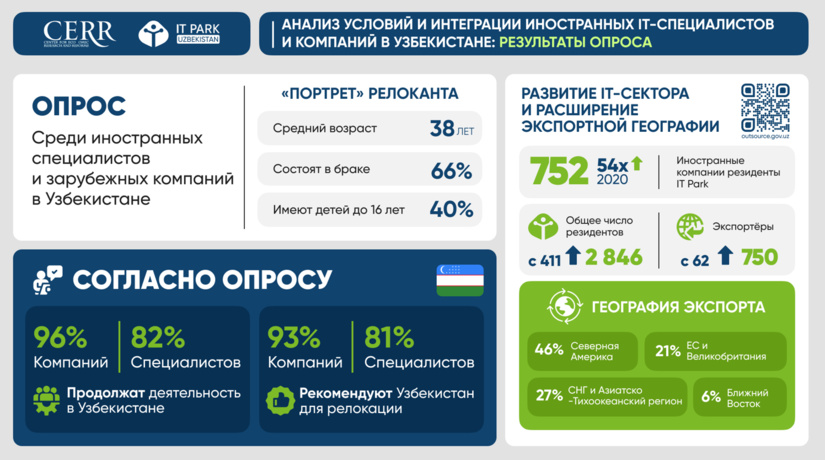 CERR
CENTER FOR ECONOMIC
RESEARCH AND REFORMS
IT PARK
UZBEKISTAN
АНАЛИЗ УСЛОВИЙ И ИНТЕГРАЦИИ ИНОСТРАННЫХ IT-СПЕЦИАЛИСТОВ
И КОМПАНИЙ В УЗБЕКИСТАНЕ: РЕЗУЛЬТАТЫ ОПРОСА
ОПРОС
Среди иностранных
специалистов
и зарубежных компаний
в Узбекистане
«ПОРТРЕТ» РЕЛОКАНТА
Средний возраст 38 ЛЕТ
Состоят в браке 66%
Имеют детей до 16 лет 40%
СОГЛАСНО ОПРОСУ
96%
Компаний
82%
Специалистов
Продолжат деятельность
в Узбекистане
93%
Компаний
81%
Специалистов
Рекомендуют Узбекистан
для релокации
РАЗВИТИЕ IT-СЕКТОРА
И РАСШИРЕНИЕ
ЭКСПОРТНОЙ ГЕОГРАФИИ
outsource.gov.uz
752
54x
2020
Иностранные
компании резиденты
IT Park
Общее число
резидентов
с 411 2 846
Экспортёры
с 62 750
ГЕОГРАФИЯ ЭКСПОРТА
46% Северная
Америка
21% ЕС и
Великобритания
27% СНГ и Азиатско
-Тихоокеанский регион
6% Ближний
Восток